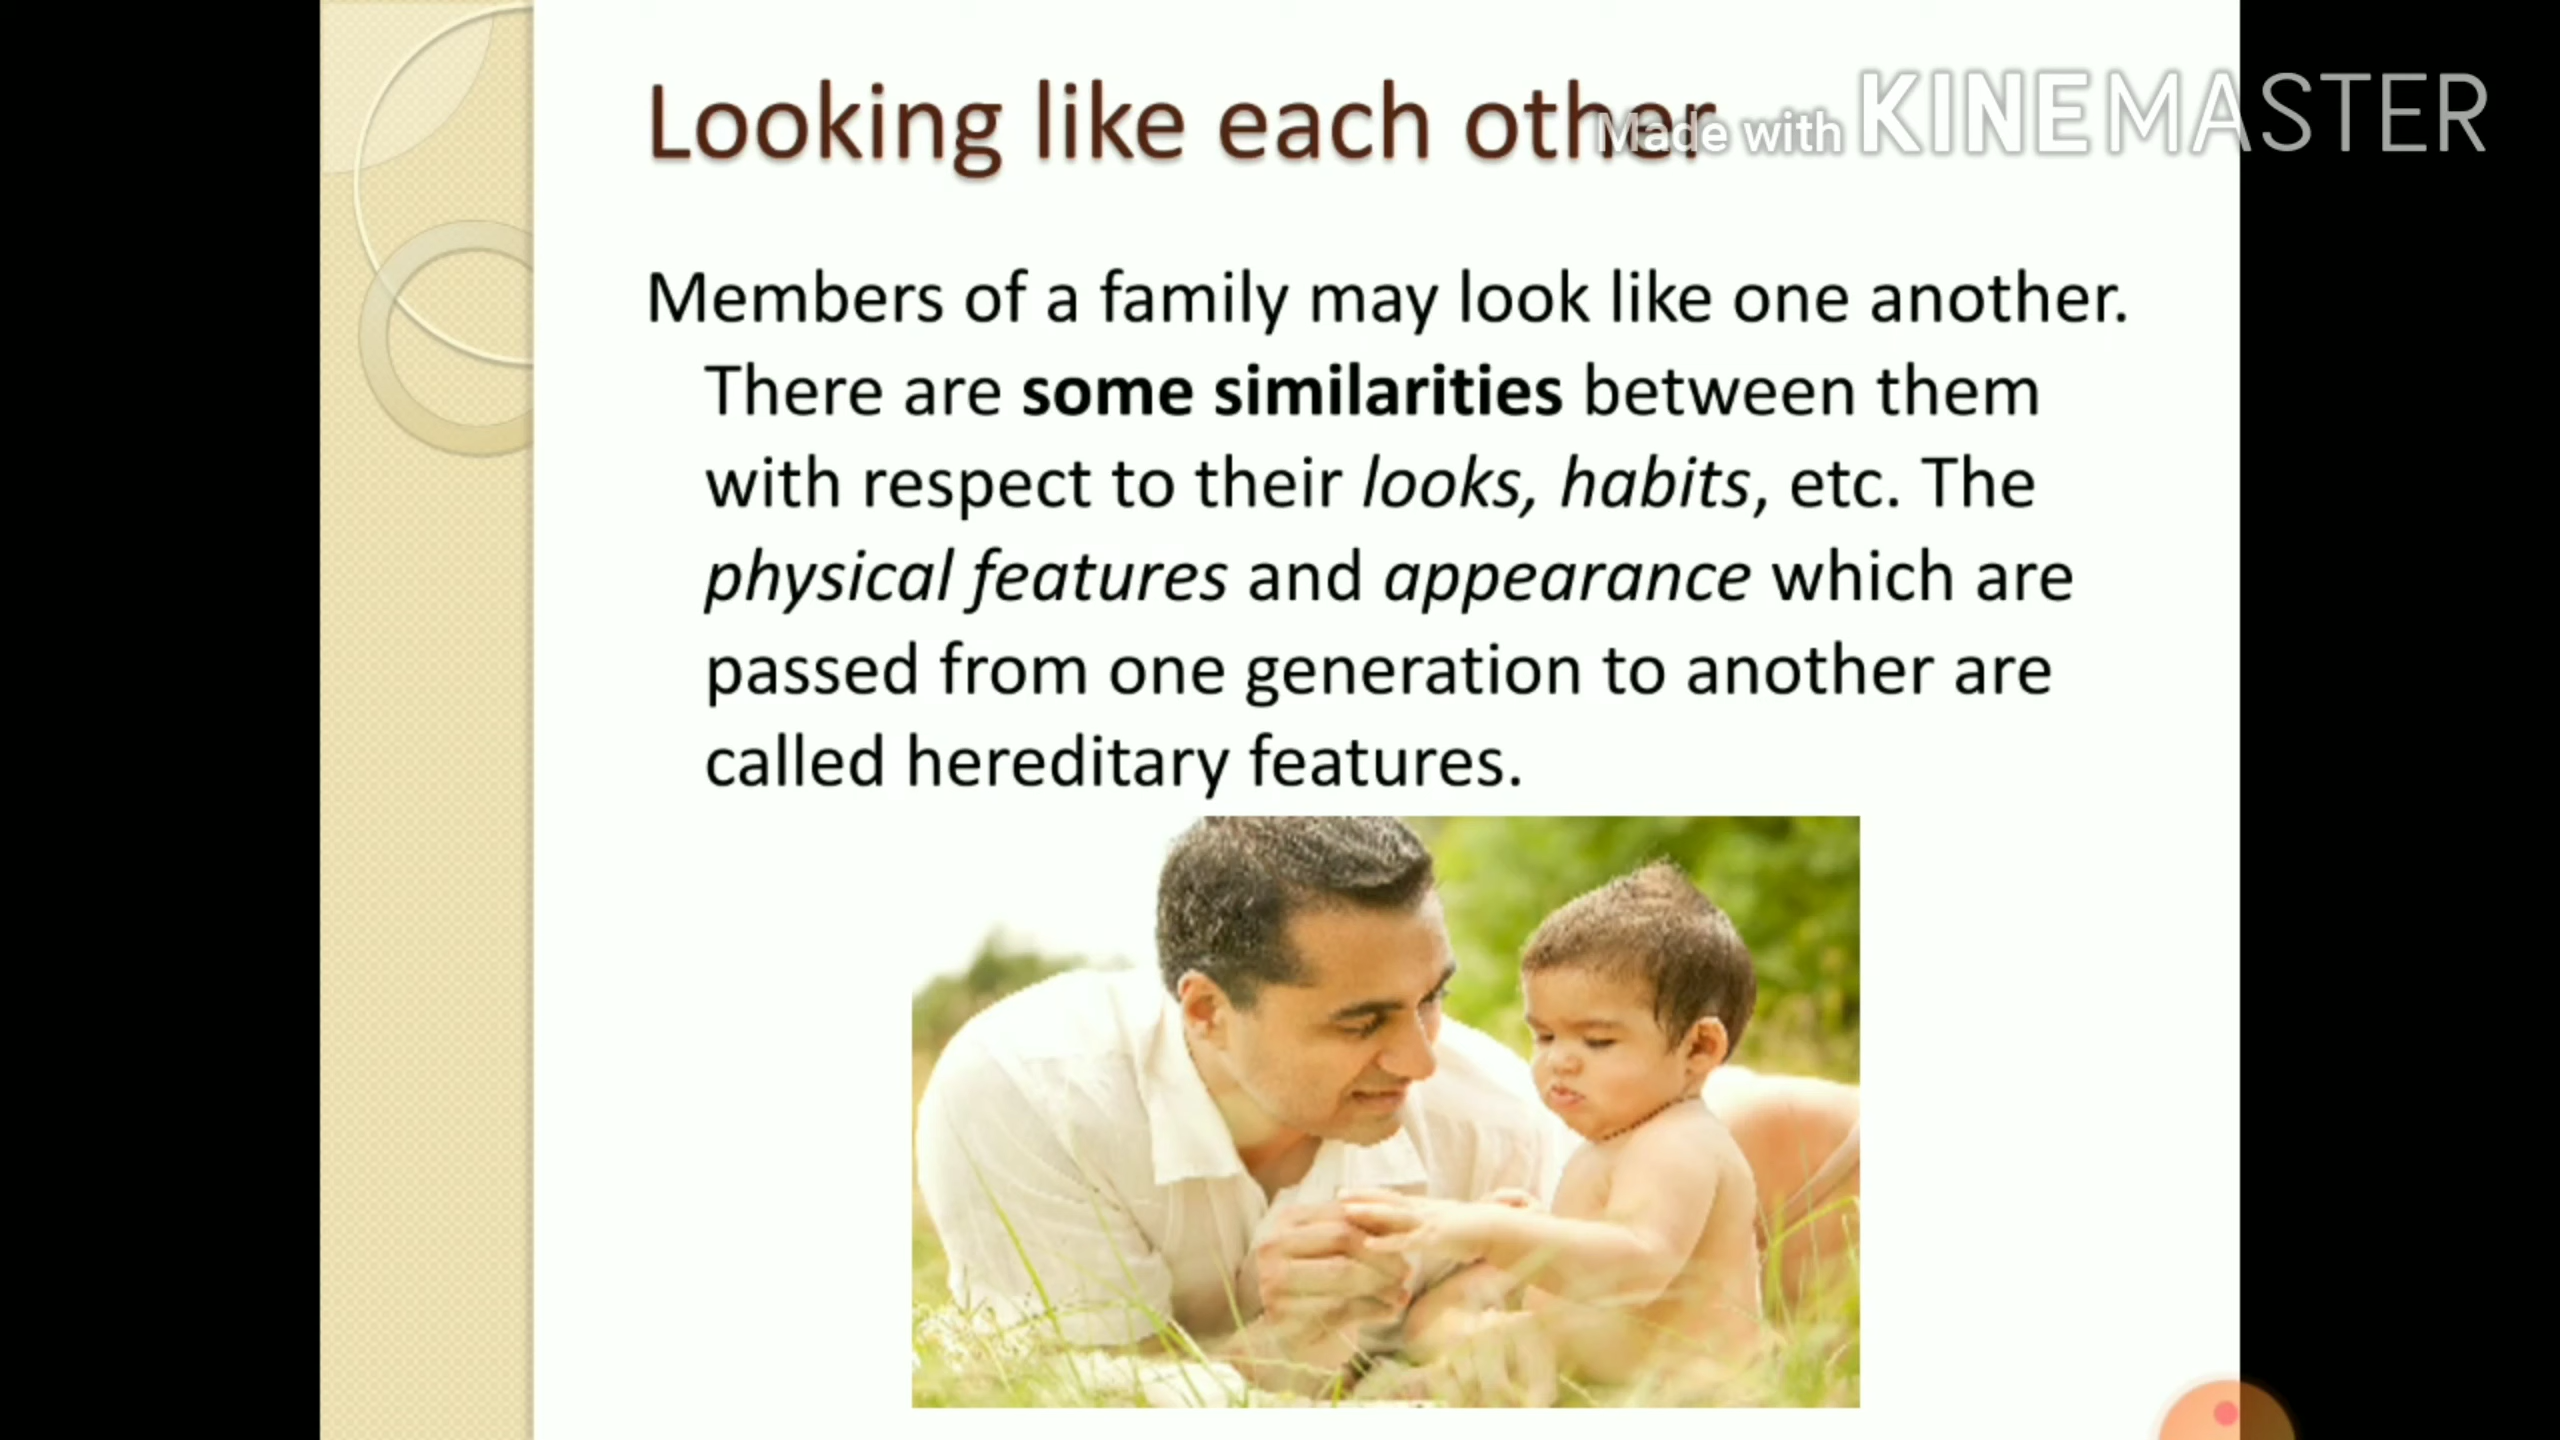 Looking like each other
Made with KINEMASTER
Members of a family may look like one another.
There are some similarities between them
with respect to their looks, habits, etc. The
physical features and appearance which are
passed from one generation to another are
called hereditary features.